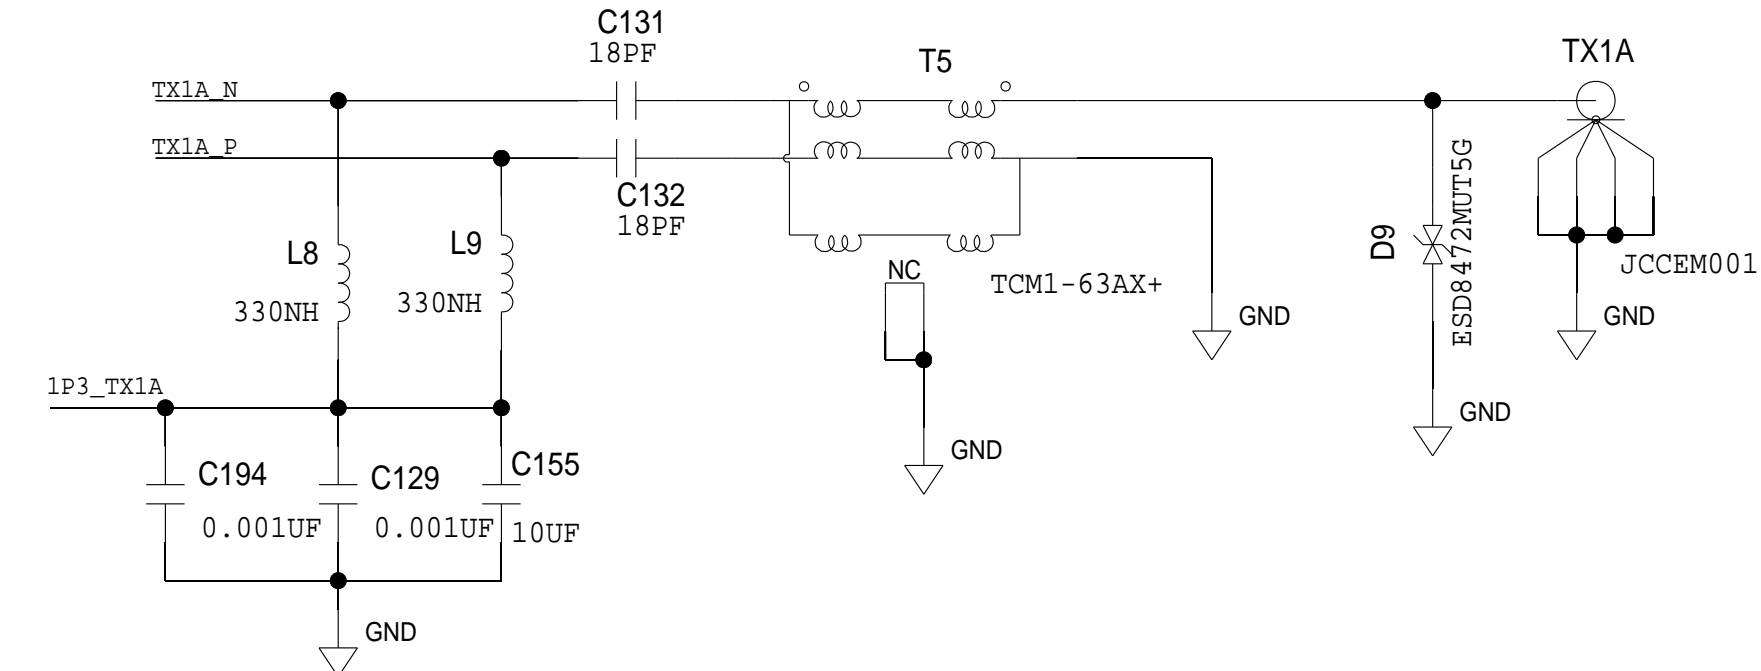 C131
18PF
T5
TX1A
TX1A_N
TX1A_P
C132
18PF
L8
330NH
L9
330NH
NC
TCM1-63AX+
GND
D9
ESD8472MUT5G
JCCEM001
GND
1P3_TX1A
GND
GND
C194
0.001UF
C129
0.001UF
C155
10UF
GND